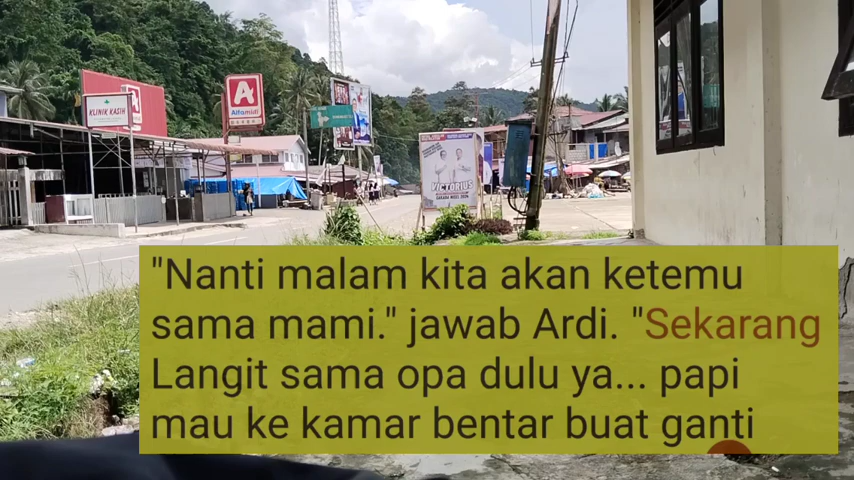 KLINIK KASIH
A
Alfamidi
VICTORIUS
"Nanti malam kita akan ketemu
sama mami." jawab Ardi. "Sekarang
Langit sama opa dulu ya... papi
mau ke kamar bentar buat ganti